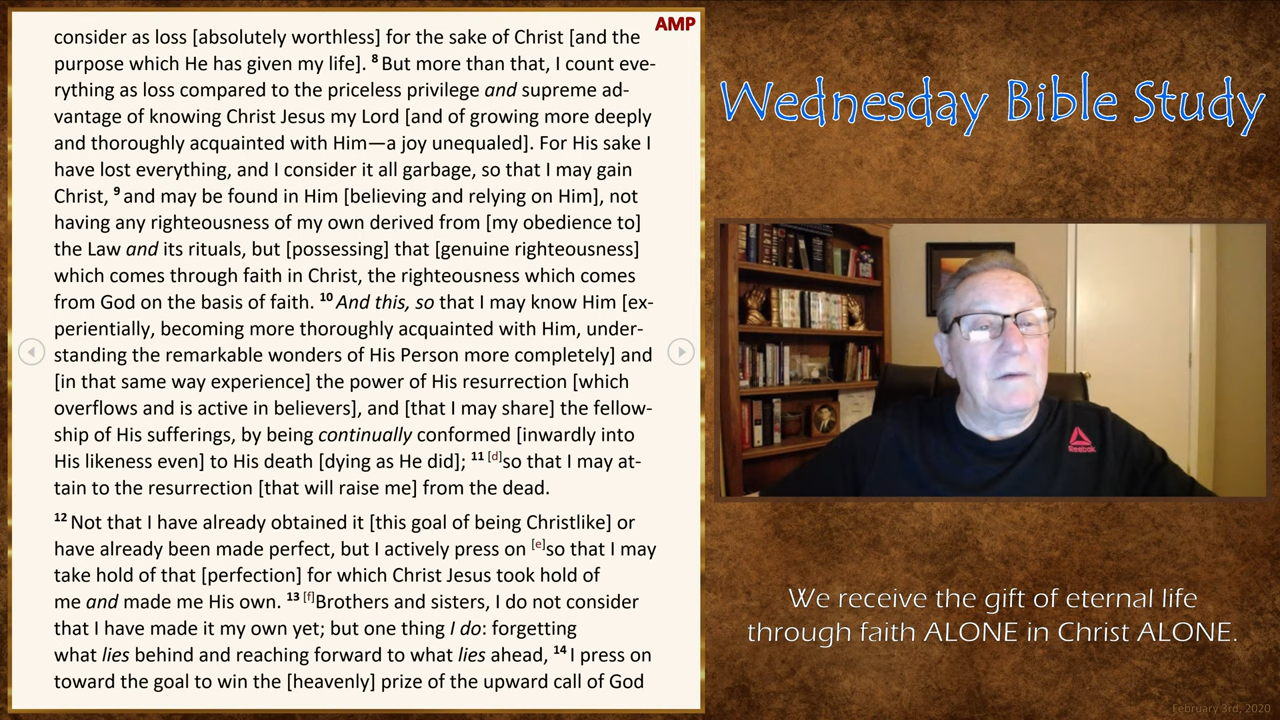 AMP
consider as loss [absolutely worthless] for the sake of Christ [and the
purpose which He has given my life]. 8 But more than that, I count eve-
rything as loss compared to the priceless privilege and supreme ad-
vantage of knowing Christ Jesus my Lord [and of growing more deeply
and thoroughly acquainted with Him—a joy unequaled]. For His sake I
have lost everything, and I consider it all garbage, so that I may gain
Christ, 9 and may be found in Him [believing and relying on Him], not
having any righteousness of my own derived from [my obedience to]
the Law and its rituals, but [possessing] that [genuine righteousness]
which comes through faith in Christ, the righteousness which comes
from God on the basis of faith. 10 And this, so that I may know Him [ex-
perientially, becoming more thoroughly acquainted with Him, under-
standing the remarkable wonders of His Person more completely] and
[in that same way experience] the power of His resurrection [which
overflows and is active in believers], and [that I may share] the fellow-
ship of His sufferings, by being continually conformed [inwardly into
His likeness even] to His death [dying as He did]; 11 [d]so that I may at-
tain to the resurrection [that will raise me] from the dead.
12 Not that I have already obtained it [this goal of being Christlike] or
have already been made perfect, but I actively press on [e]so that I may
take hold of that [perfection] for which Christ Jesus took hold of
me and made me His own. 13 [f]Brothers and sisters, I do not consider
that I have made it my own yet; but one thing I do: forgetting
what lies behind and reaching forward to what lies ahead, 14 I press on
toward the goal to win the [heavenly] prize of the upward call of God
Wednesday Bible Study
Reebok
We receive the gift of eternal life
through faith ALONE in Christ ALONE.
February 3rd, 2020